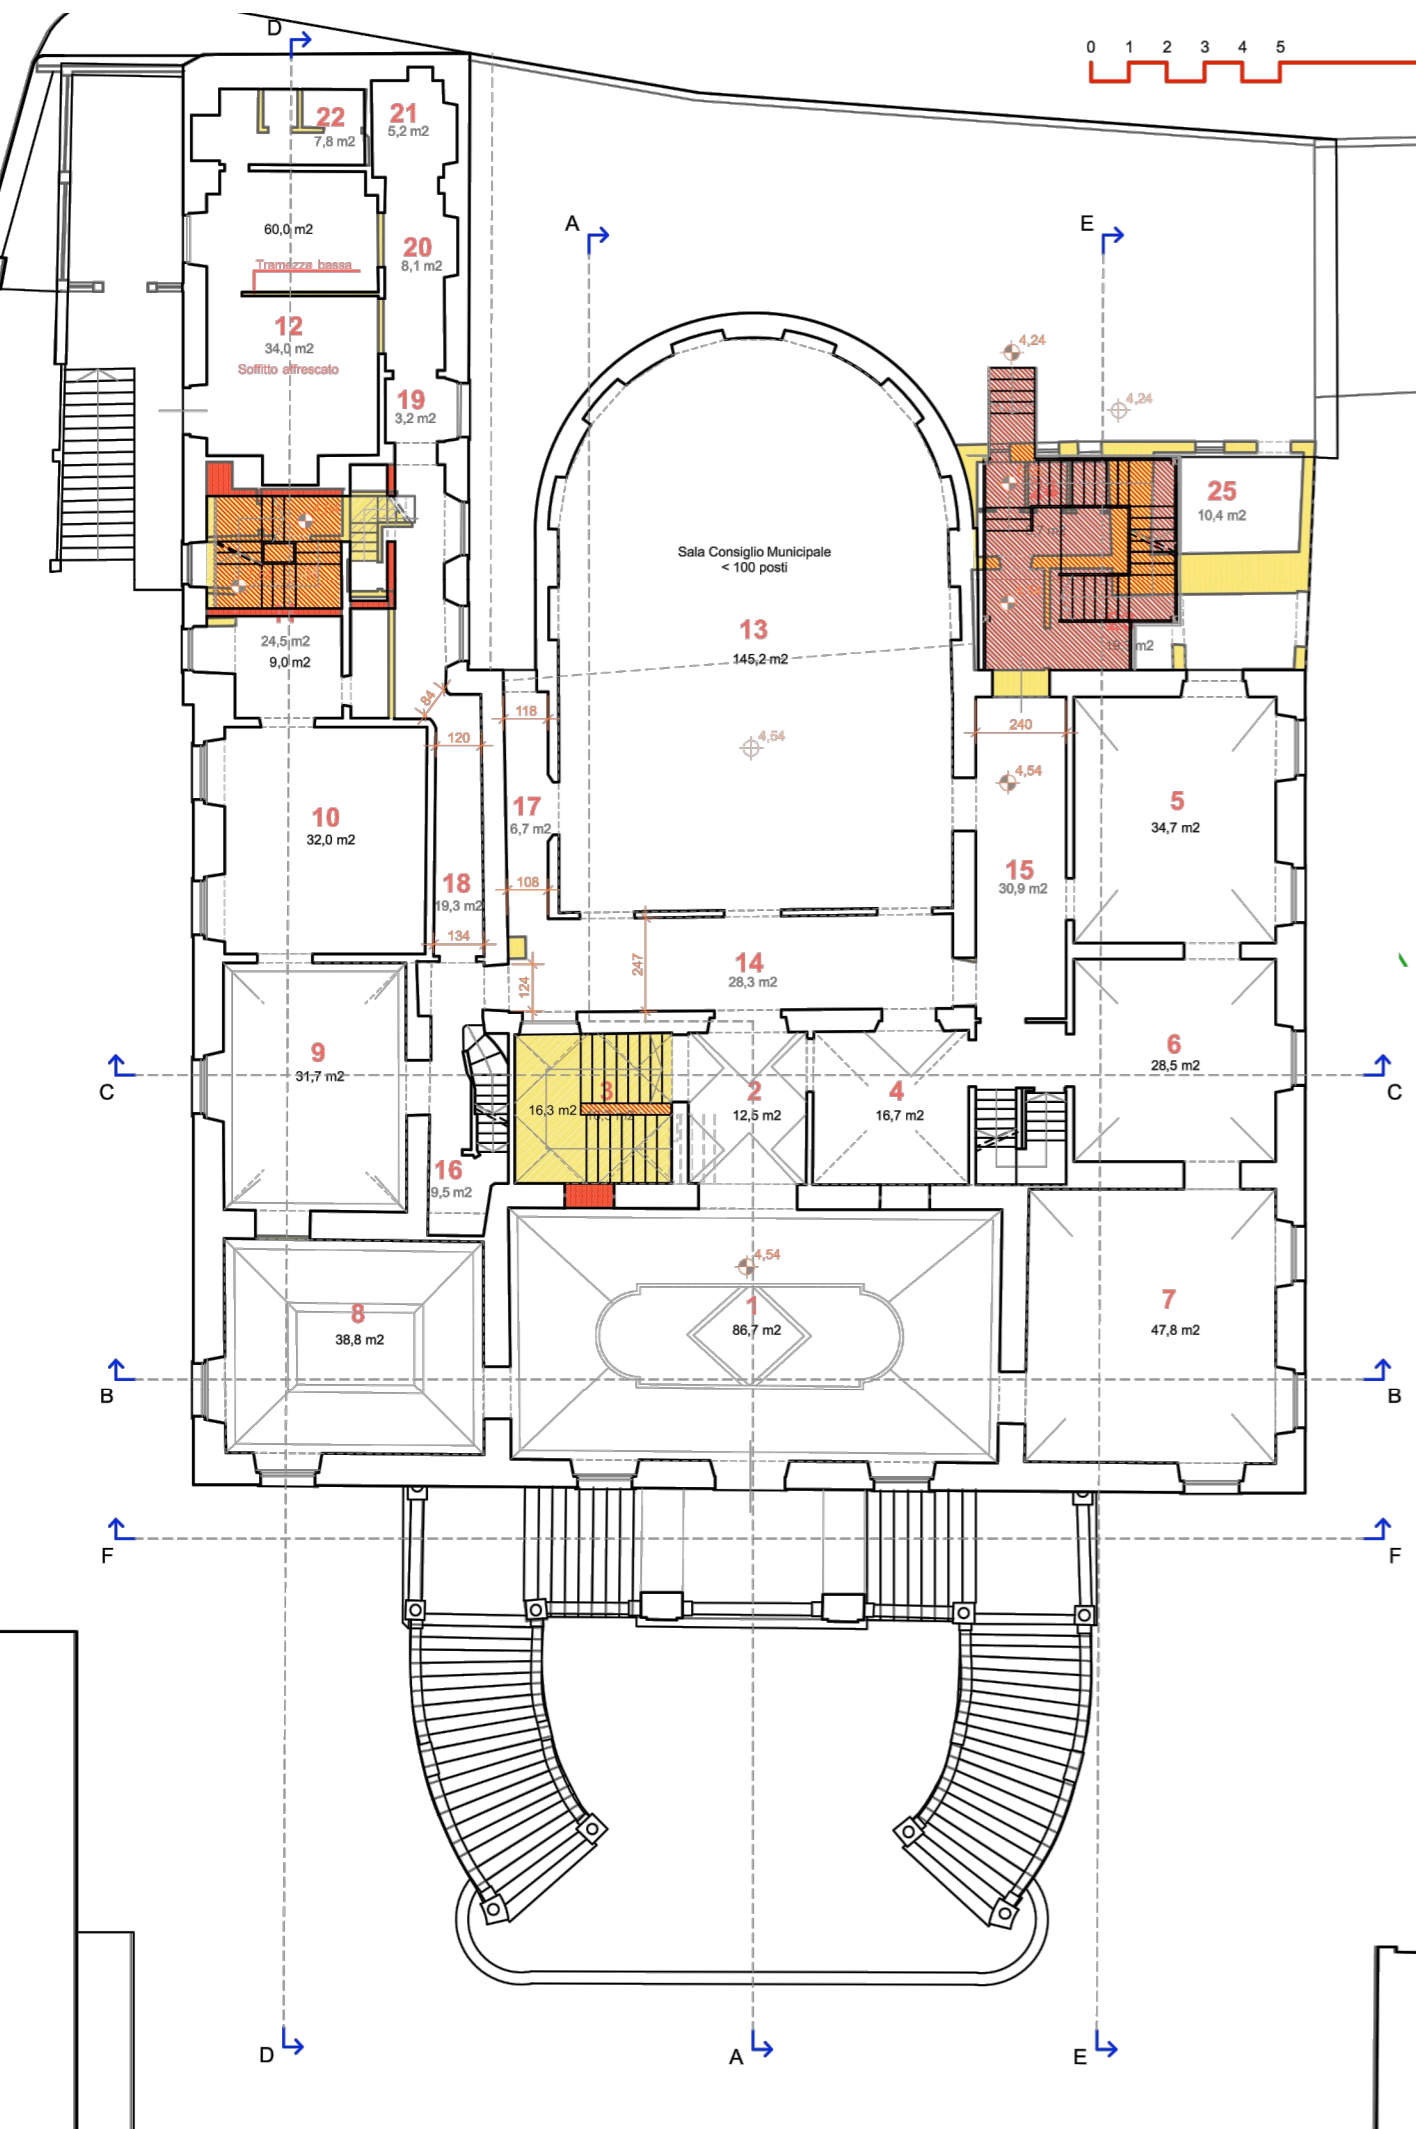 D
0 1 2 3 4 5
22
7,8 m2
21
5,2 m2
A
E
60,0 m2
20
8,1 m2
Tramezza bassa
12
34,0 m2
Soffitto affrescato
4,24
4,24
19
3,2 m2
25
10,4 m2
Sala Consiglio Municipale
< 100 posti
13
145,2 m2
24,5 m2
9,0 m2
84
118
120
240
4,54
4,54
17
6,7 m2
10
32,0 m2
5
34,7 m2
18
19,3 m2
108
15
30,9 m2
134
247
124
14
28,3 m2
9
31,7 m2
6
28,5 m2
C
C
3
16,3 m2
2
12,5 m2
4
16,7 m2
16
9,5 m2
4,54
8
38,8 m2
1
86,7 m2
7
47,8 m2
B
B
F
F
D
A
E